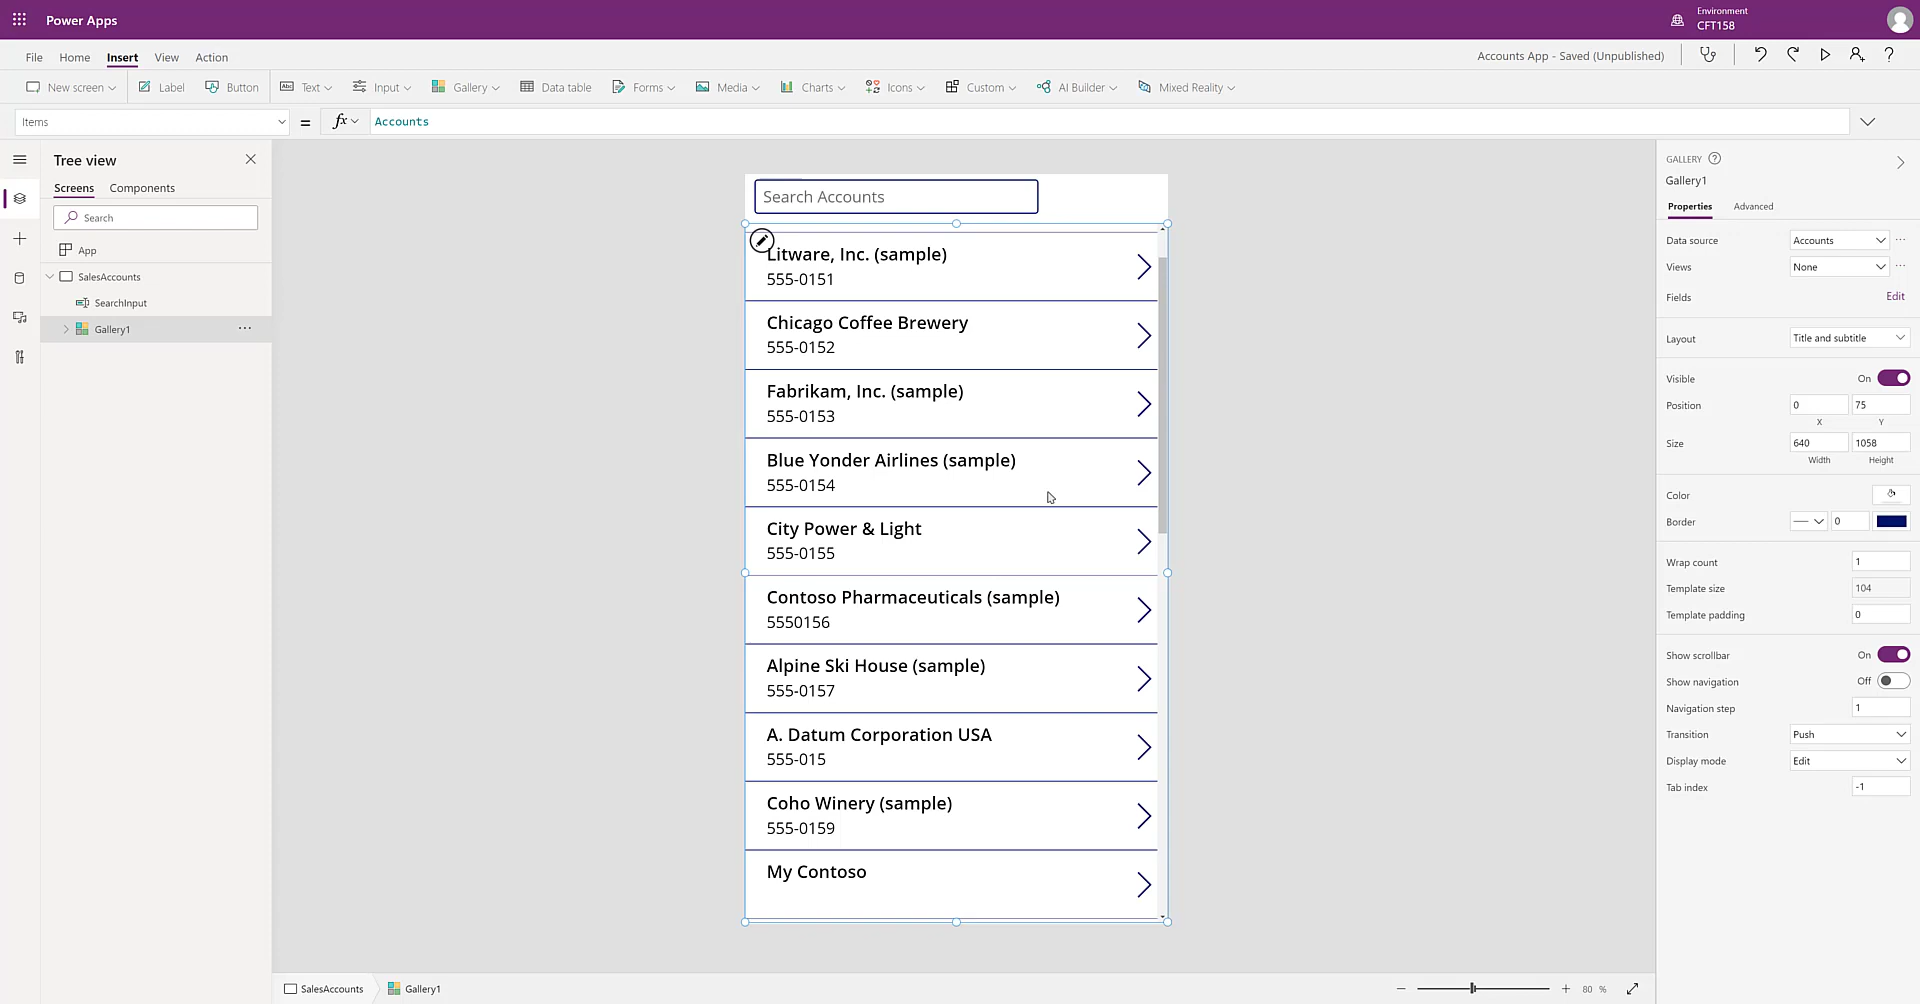 Power Apps
Environment
CFT158
File Home Insert View Action
Accounts App - Saved (Unpublished)
New screen Label Button Text Input Gallery Data table Forms Media Charts Icons Custom AI Builder Mixed Reality
Items = fx Accounts
Tree view
Screens Components
Search
App
SalesAccounts
SearchInput
Gallery1
Search Accounts
Litware, Inc. (sample)
555-0151
Chicago Coffee Brewery
555-0152
Fabrikam, Inc. (sample)
555-0153
Blue Yonder Airlines (sample)
555-0154
City Power & Light
555-0155
Contoso Pharmaceuticals (sample)
5550156
Alpine Ski House (sample)
555-0157
A. Datum Corporation USA
555-015
Coho Winery (sample)
555-0159
My Contoso
GALLERY
Gallery1
Properties Advanced
Data source Accounts
Views None
Fields Edit
Layout Title and subtitle
Visible On
Position 0 75
X Y
Size 640 1058
Width Height
Color
Border 0
Wrap count 1
Template size 104
Template padding 0
Show scrollbar On
Show navigation Off
Navigation step 1
Transition Push
Display mode Edit
Tab index -1
SalesAccounts Gallery1
80 %